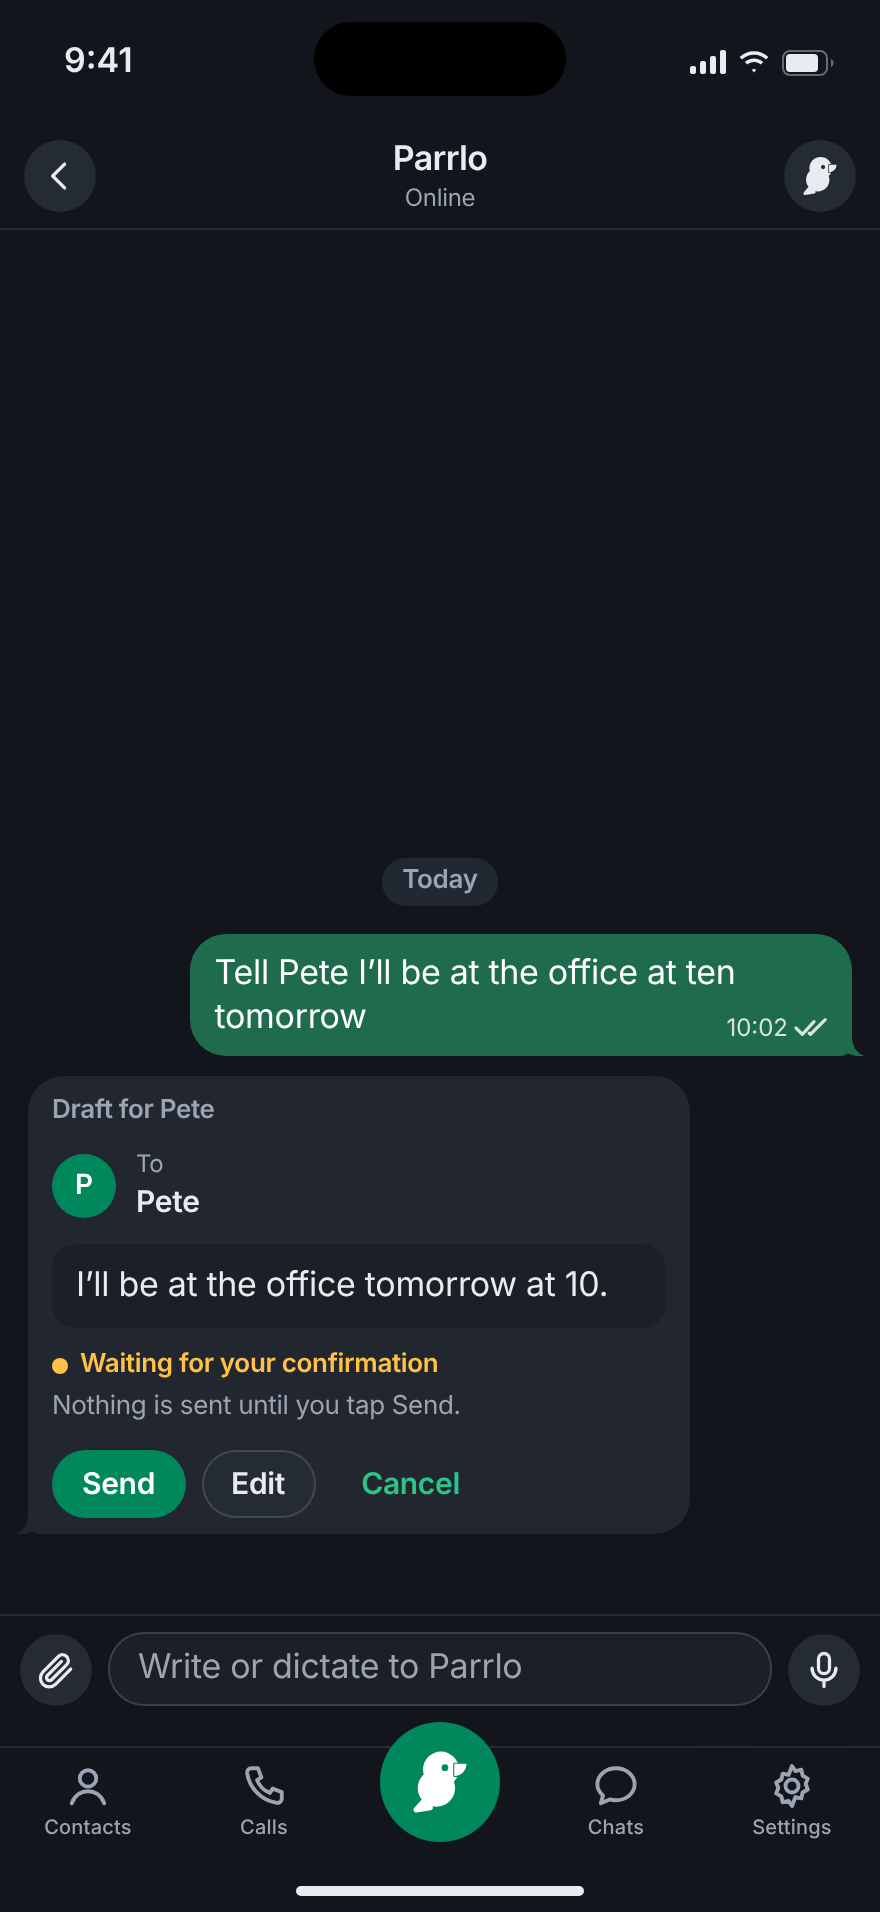 9:41
Parrlo
Online
Today
Tell Pete I’ll be at the office at ten
tomorrow
10:02
Draft for Pete
P
To
Pete
I’ll be at the office tomorrow at 10.
Waiting for your confirmation
Nothing is sent until you tap Send.
Send
Edit
Cancel
Write or dictate to Parrlo
Contacts
Calls
Chats
Settings